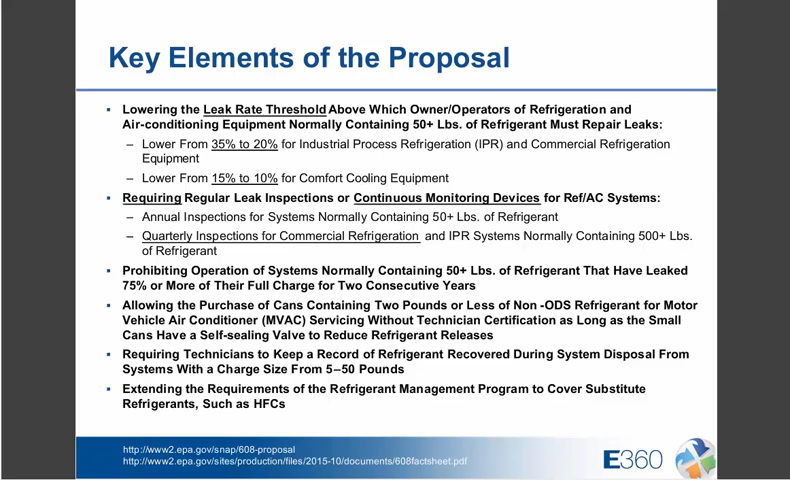 Key Elements of the Proposal
▪ Lowering the Leak Rate Threshold Above Which Owner/Operators of Refrigeration and
Air-conditioning Equipment Normally Containing 50+ Lbs. of Refrigerant Must Repair Leaks:
– Lower From 35% to 20% for Industrial Process Refrigeration (IPR) and Commercial Refrigeration
Equipment
– Lower From 15% to 10% for Comfort Cooling Equipment
▪ Requiring Regular Leak Inspections or Continuous Monitoring Devices for Ref/AC Systems:
– Annual Inspections for Systems Normally Containing 50+ Lbs. of Refrigerant
– Quarterly Inspections for Commercial Refrigeration and IPR Systems Normally Containing 500+ Lbs.
of Refrigerant
▪ Prohibiting Operation of Systems Normally Containing 50+ Lbs. of Refrigerant That Have Leaked
75% or More of Their Full Charge for Two Consecutive Years
▪ Allowing the Purchase of Cans Containing Two Pounds or Less of Non -ODS Refrigerant for Motor
Vehicle Air Conditioner (MVAC) Servicing Without Technician Certification as Long as the Small
Cans Have a Self-sealing Valve to Reduce Refrigerant Releases
▪ Requiring Technicians to Keep a Record of Refrigerant Recovered During System Disposal From
Systems With a Charge Size From 5–50 Pounds
▪ Extending the Requirements of the Refrigerant Management Program to Cover Substitute
Refrigerants, Such as HFCs
http://www2.epa.gov/snap/608-proposal
http://www2.epa.gov/sites/production/files/2015-10/documents/608factsheet.pdf
E360